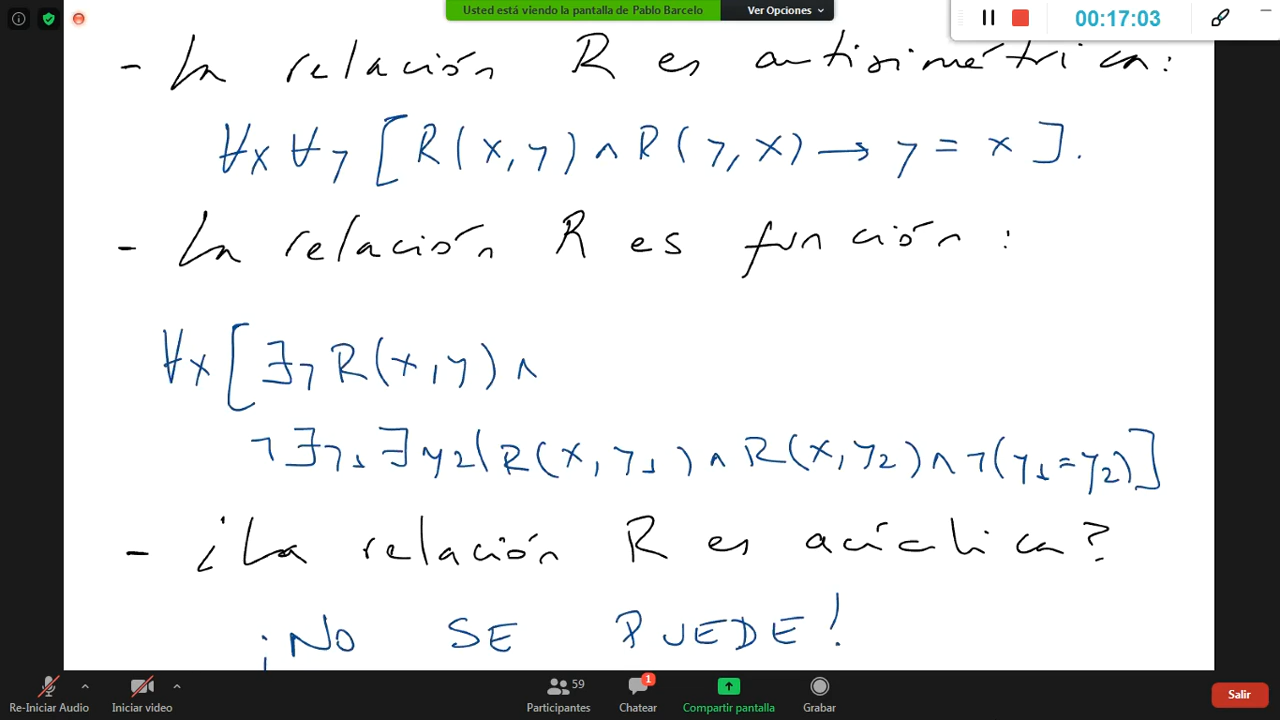 Usted está viendo la pantalla de Pablo Barcelo
Ver Opciones
00:17:03
- La relación R es antisimétrica:
∀x ∀y [R(x,y) ∧ R(y,x) → y = x].
- La relación R es función:
∀x [∃y R(x,y) ∧
¬∃y₁ ∃y₂(R(x,y₁) ∧ R(x,y₂) ∧ ¬(y₁=y₂)]
- ¿La relación R es acíclica?
¡NO SE PUEDE!
Re-Iniciar Audio
Iniciar video
59
Participantes
1
Chatear
Compartir pantalla
Grabar
Salir